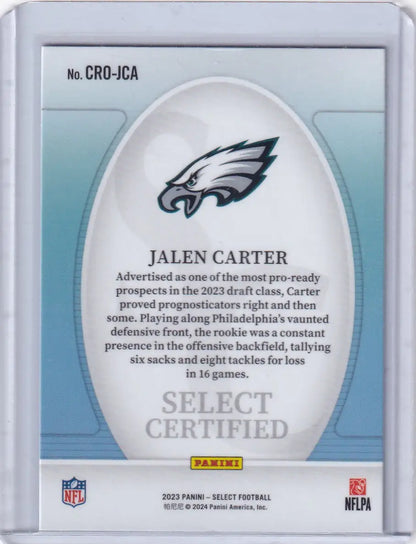 No. CRO-JCA
JALEN CARTER
Advertised as one of the most pro-ready
prospects in the 2023 draft class, Carter
proved prognosticators right and then
some. Playing along Philadelphia's vaunted
defensive front, the rookie was a constant
presence in the offensive backfield, tallying
six sacks and eight tackles for loss
in 16 games.
SELECT
CERTIFIED
PANINI
NFL
2023 PANINI – SELECT FOOTBALL
帕尼尼 © 2024 Panini America, Inc.
NFLPA